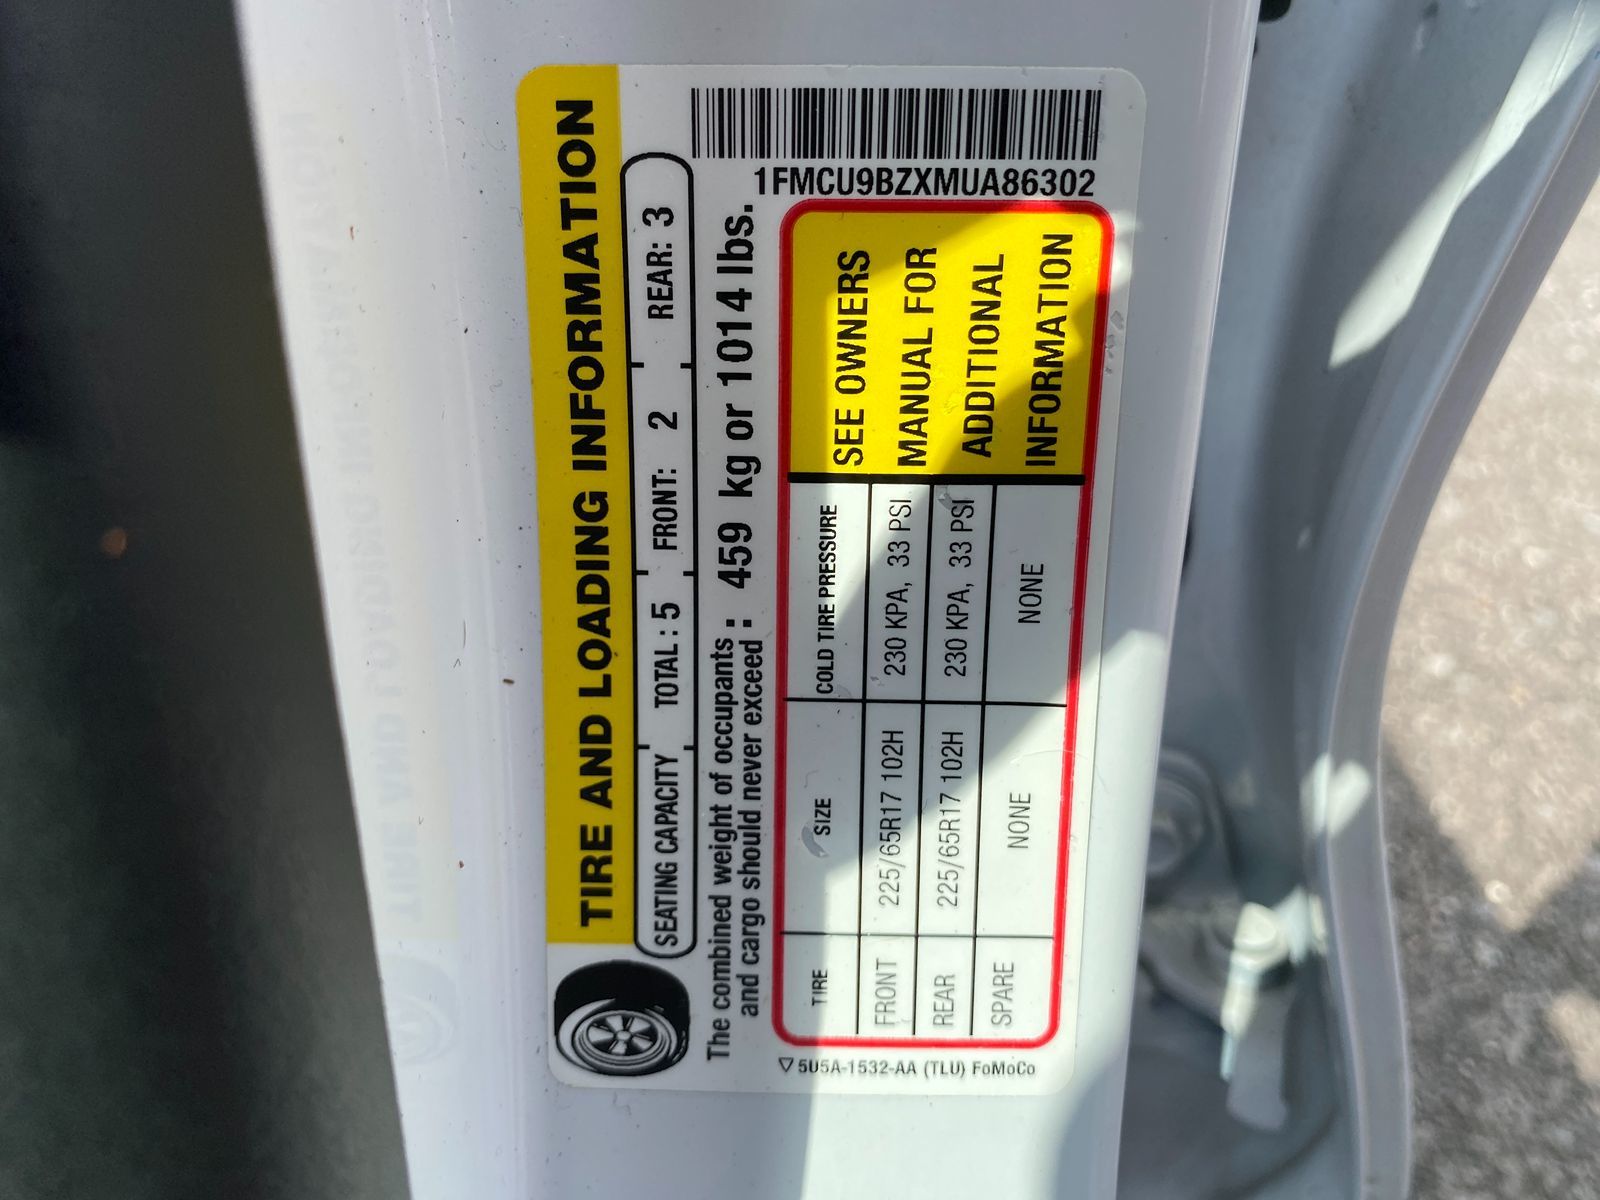 TIRE AND LOADING INFORMATION
SEATING CAPACITY TOTAL : 5 FRONT: 2 REAR: 3
The combined weight of occupants
and cargo should never exceed : 459 kg or 1014 lbs.
1FMCU9BZXMUA86302
TIRE SIZE COLD TIRE PRESSURE
FRONT 225/65R17 102H 230 KPA, 33 PSI
REAR 225/65R17 102H 230 KPA, 33 PSI
SPARE NONE NONE
SEE OWNERS
MANUAL FOR
ADDITIONAL
INFORMATION
5U5A-1532-AA (TLU) FoMoCo